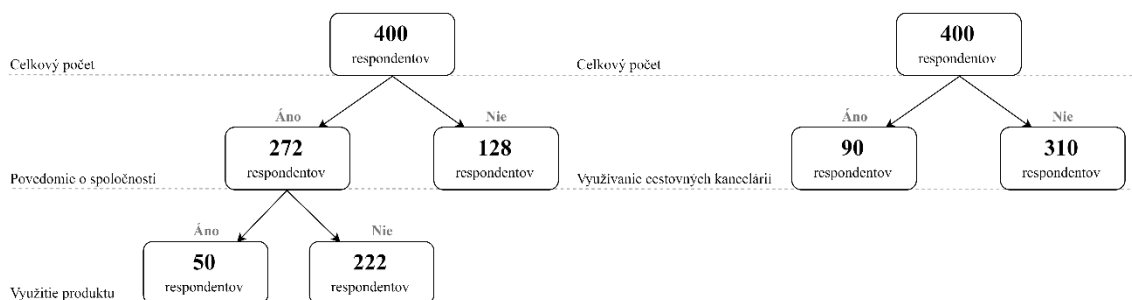 400
respondentov
Celkový počet
Áno
Nie
272
respondentov
128
respondentov
Povedomie o spoločnosti
Áno
Nie
50
respondentov
222
respondentov
Využitie produktu
400
respondentov
Celkový počet
Áno
Nie
90
respondentov
310
respondentov
Využívanie cestovných kancelárií